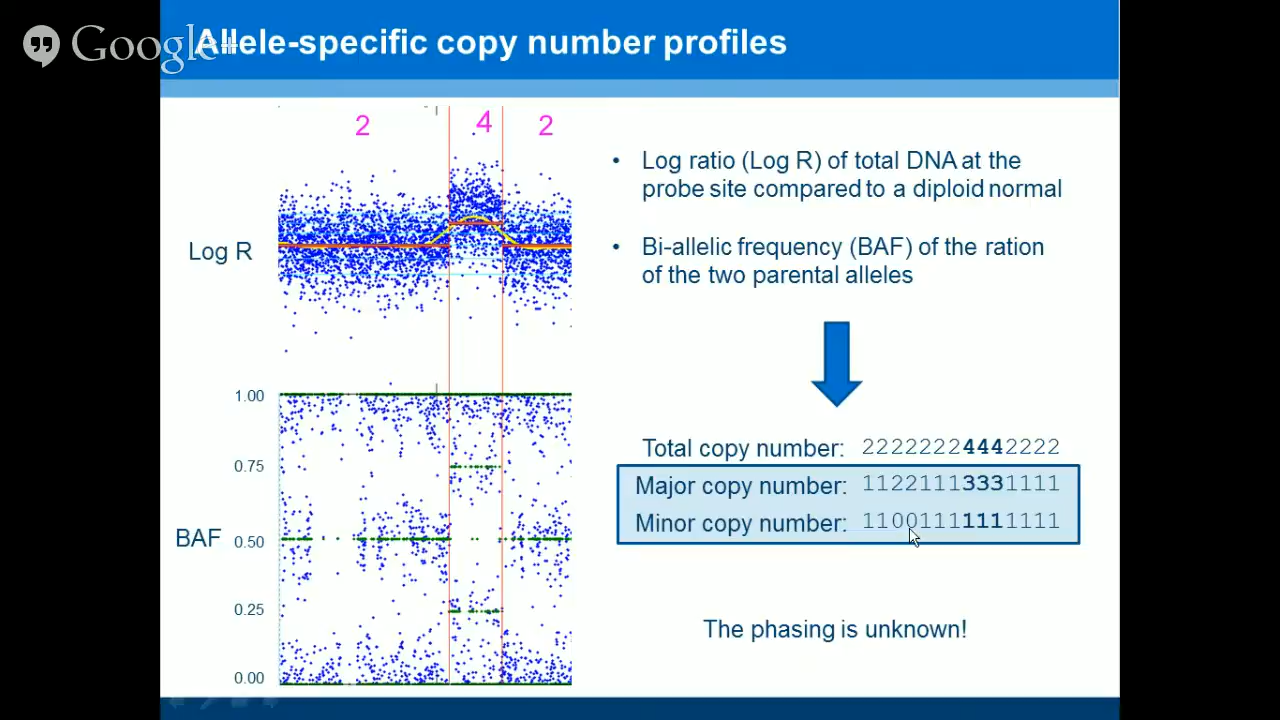 Google+
Allele-specific copy number profiles
2 4 2
Log R
1.00
0.75
BAF 0.50
0.25
0.00
• Log ratio (Log R) of total DNA at the
probe site compared to a diploid normal
• Bi-allelic frequency (BAF) of the ration
of the two parental alleles
Total copy number: 22222224442222
Major copy number: 11221113331111
Minor copy number: 11001111111111
The phasing is unknown!